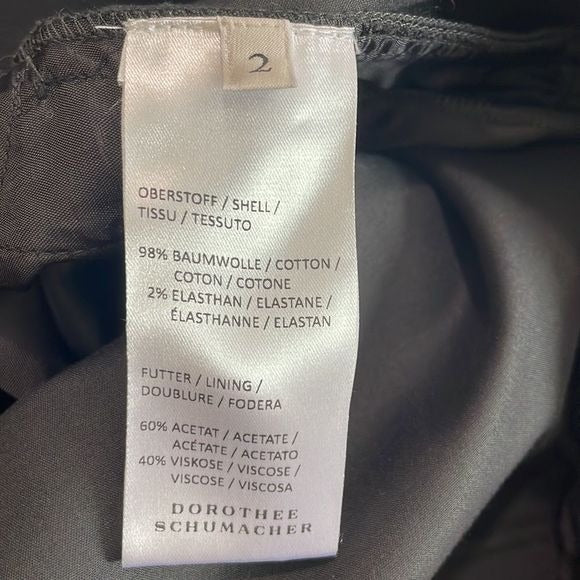 2
OBERSTOFF / SHELL /
TISSU / TESSUTO
98% BAUMWOLLE / COTTON /
COTON / COTONE
2% ELASTHAN / ELASTANE /
ÉLASTHANNE / ELASTAN
FUTTER / LINING /
DOUBLURE / FODERA
60% ACETAT / ACETATE /
ACÉTATE / ACETATO
40% VISKOSE / VISCOSE /
VISCOSE / VISCOSA
DOROTHEE
SCHUMACHER